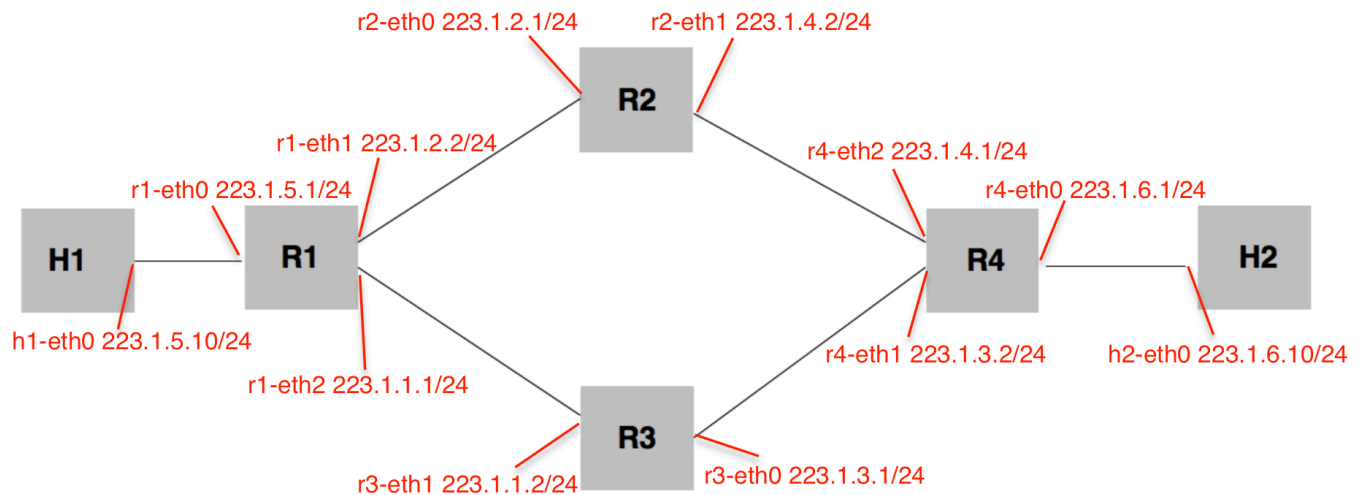 r2-eth0 223.1.2.1/24
r2-eth1 223.1.4.2/24
R2
r1-eth1 223.1.2.2/24
r4-eth2 223.1.4.1/24
r1-eth0 223.1.5.1/24
r4-eth0 223.1.6.1/24
H1
R1
R4
H2
h1-eth0 223.1.5.10/24
r4-eth1 223.1.3.2/24
h2-eth0 223.1.6.10/24
r1-eth2 223.1.1.1/24
R3
r3-eth1 223.1.1.2/24
r3-eth0 223.1.3.1/24